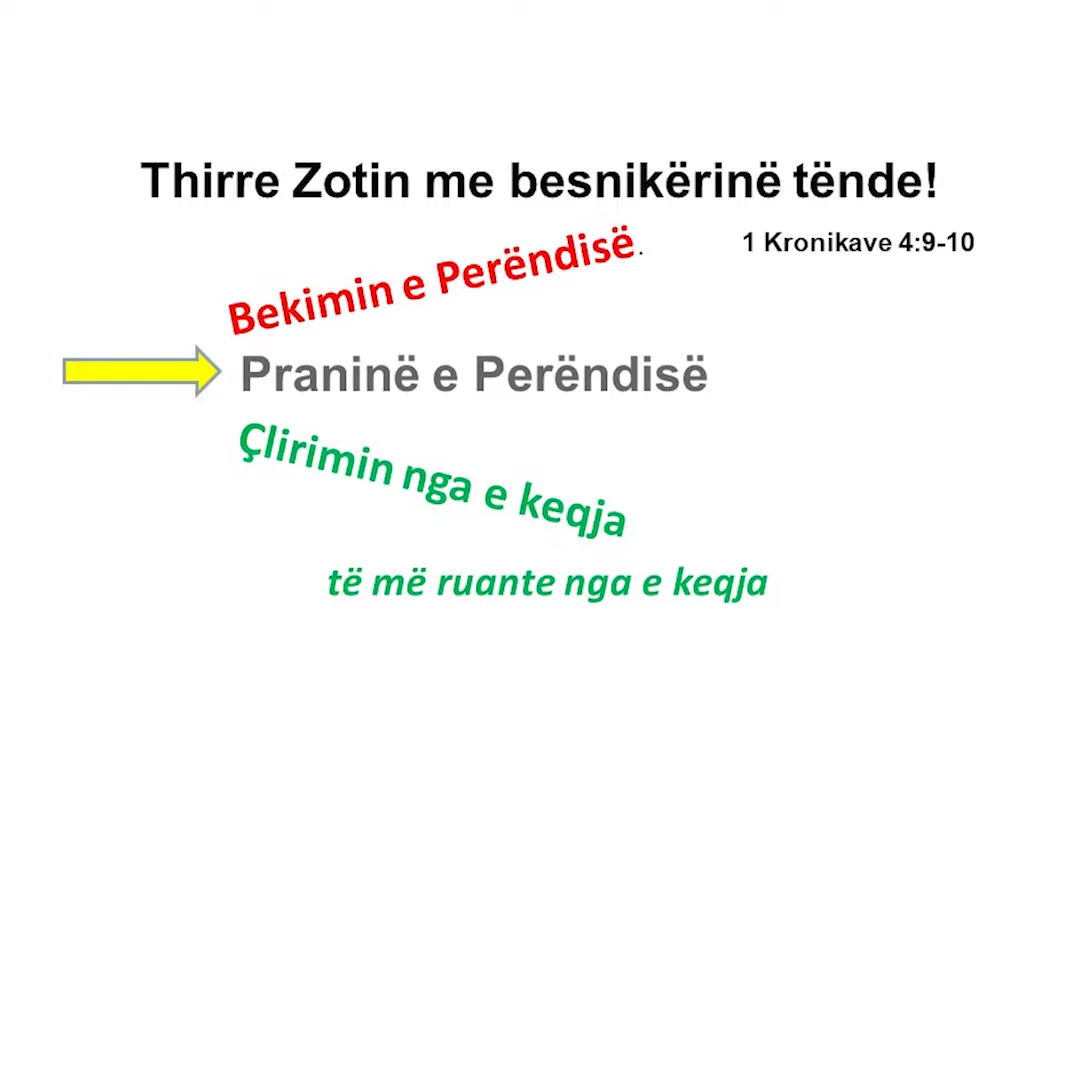 Thirre Zotin me besnikërinë tënde!
1 Kronikave 4:9-10
Bekimin e Perëndisë.
Praninë e Perëndisë
Çlirimin nga e keqja
të më ruante nga e keqja